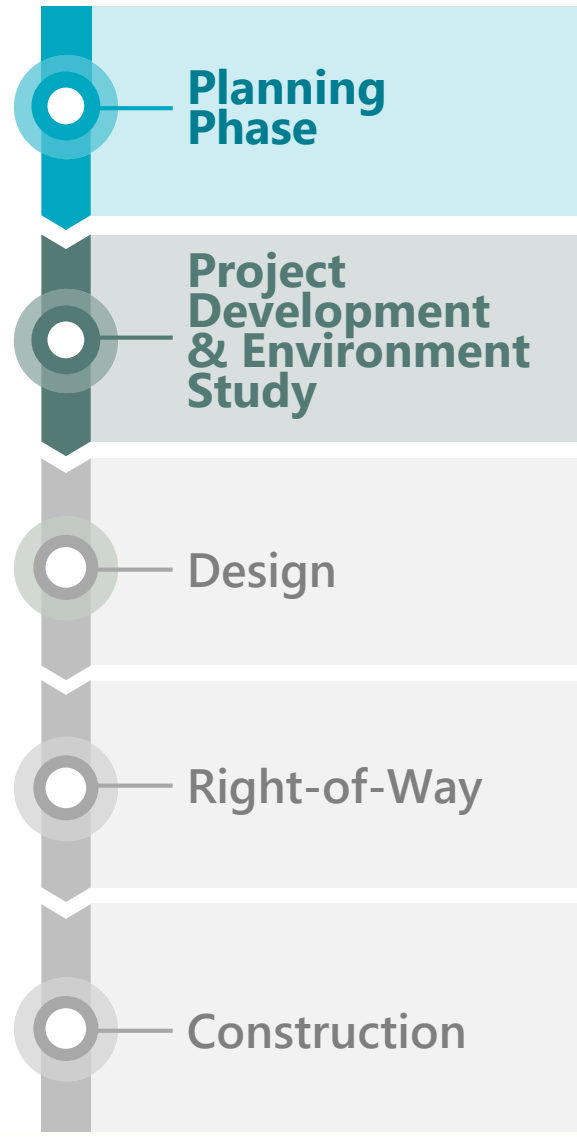 Planning
Phase
Project
Development
& Environment
Study
Design
Right-of-Way
Construction